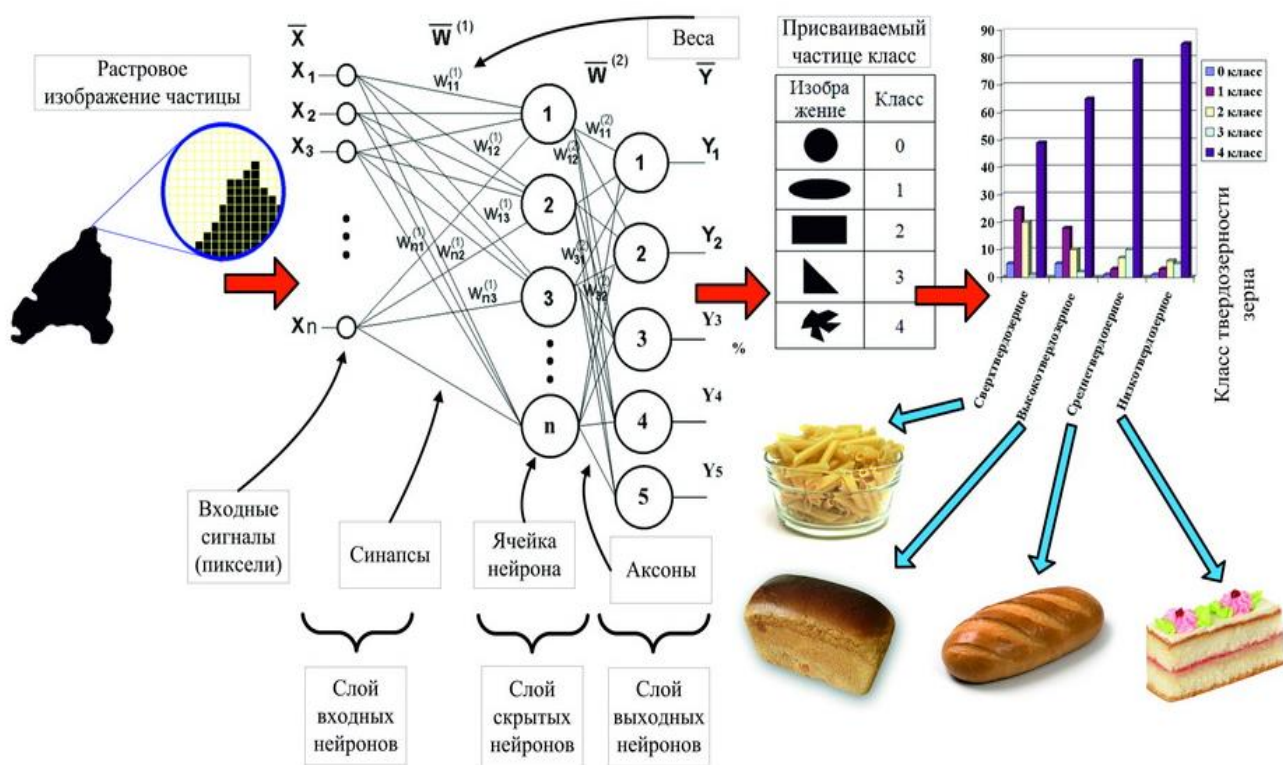 Растровое
изображение частицы
X
X1
X2
X3
Xn
W(1)
W11(1)
W12(1)
W13(1)
Wn1(1)
Wn2(1)
Wn3(1)
Веса
W(2)
W11(2)
W12(2)
W31(2)
W32(2)
1
2
3
n
1
2
3
4
5
Y
Y1
Y2
Y3
%
Y4
Y5
Входные
сигналы
(пиксели)
Синапсы
Ячейка
нейрона
Аксоны
Слой
входных
нейронов
Слой
скрытых
нейронов
Слой
выходных
нейронов
Присваиваемый
частице класс
Изобра
жение
Класс
0
1
2
3
4
90
80
70
60
50
40
30
20
10
0
0 класс
1 класс
2 класс
3 класс
4 класс
Сверхтвердозерное
Высокотвердозерное
Среднетвердозерное
Низкотвердозерное
Класс твердозерности
зерна